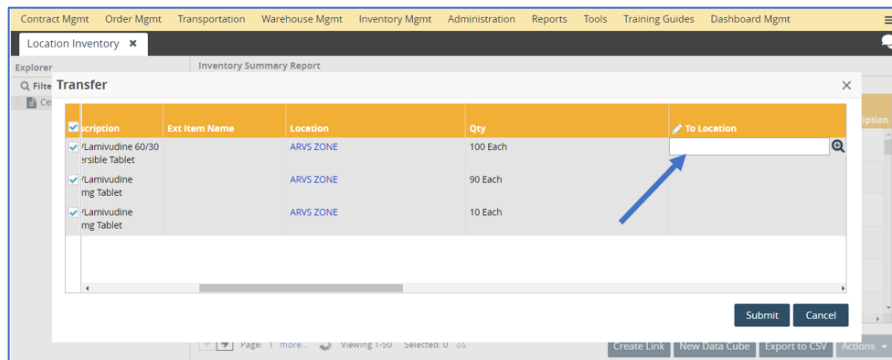 Contract Mgmt Order Mgmt Transportation Warehouse Mgmt Inventory Mgmt Administration Reports Tools Training Guides Dashboard Mgmt
Location Inventory ×
Explorer Inventory Summary Report
Filte Transfer ×
Ce
scription Ext Item Name Location Qty To Location iption
/Lamivudine 60/30 ARVS ZONE 100 Each
ersible Tablet
/Lamivudine ARVS ZONE 90 Each
mg Tablet
/Lamivudine ARVS ZONE 10 Each
mg Tablet
Submit Cancel
Page: 1 more... Viewing 1-50 Selected: 0
Create Link New Data Cube Export to CSV Actions